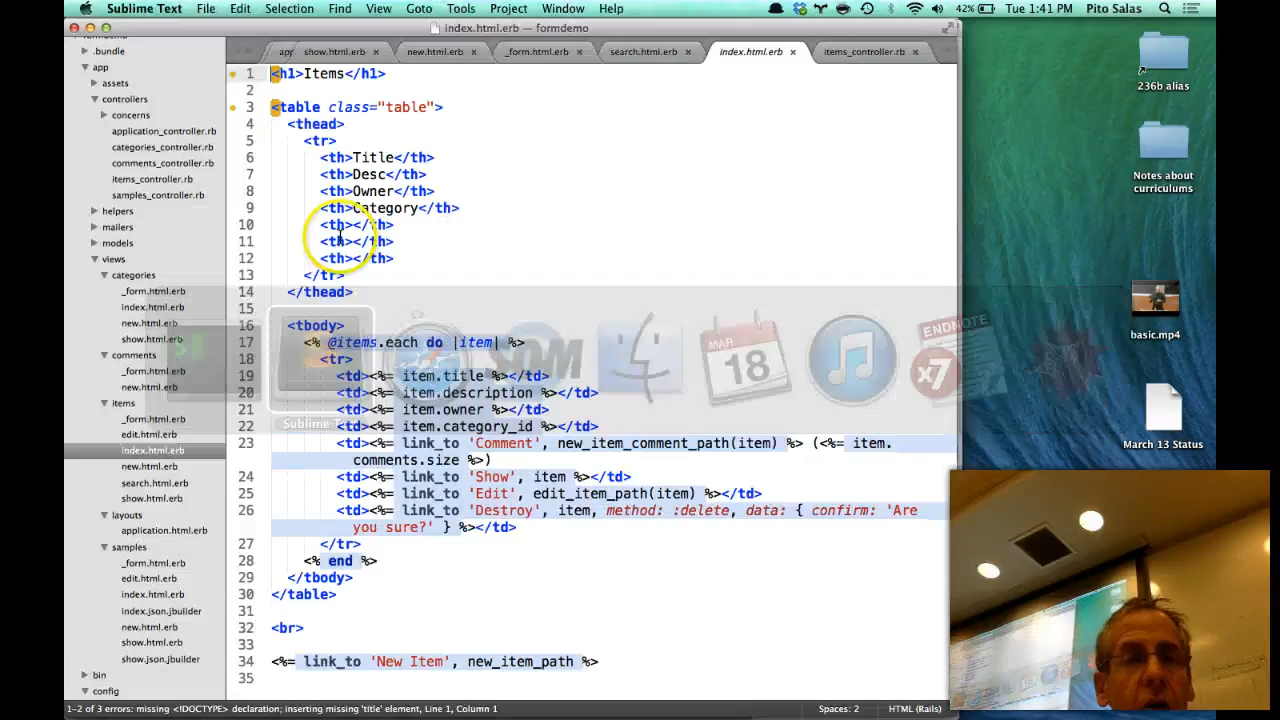 Sublime Text File Edit Selection Find View Goto Tools Project Window Help 42% Tue 1:41 PM Pito Salas
index.html.erb — formdemo
app show.html.erb × new.html.erb × _form.html.erb × search.html.erb × index.html.erb × items_controller.rb ×
.bundle
app
assets
controllers
concerns
application_controller.rb
categories_controller.rb
comments_controller.rb
items_controller.rb
samples_controller.rb
helpers
mailers
models
views
categories
_form.html.erb
index.html.erb
new.html.erb
show.html.erb
comments
_form.html.erb
new.html.erb
items
_form.html.erb
edit.html.erb
index.html.erb
new.html.erb
search.html.erb
show.html.erb
layouts
application.html.erb
samples
_form.html.erb
edit.html.erb
index.html.erb
index.json.jbuilder
new.html.erb
show.html.erb
show.json.jbuilder
bin
config
1 <h1>Items</h1>
2
3 <table class="table">
4 <thead>
5 <tr>
6 <th>Title</th>
7 <th>Desc</th>
8 <th>Owner</th>
9 <th>Category</th>
10 <th></th>
11 <th></th>
12 <th></th>
13 </tr>
14 </thead>
15
16 <tbody>
17 <% @items.each do |item| %>
18 <tr>
19 <td><%= item.title %></td>
20 <td><%= item.description %></td>
21 <td><%= item.owner %></td>
22 <td><%= item.category_id %></td>
23 <td><%= link_to 'Comment', new_item_comment_path(item) %> (<%= item.
comments.size %>)
24 <td><%= link_to 'Show', item %></td>
25 <td><%= link_to 'Edit', edit_item_path(item) %></td>
26 <td><%= link_to 'Destroy', item, method: :delete, data: { confirm: 'Are
you sure?' } %></td>
27 </tr>
28 <% end %>
29 </tbody>
30 </table>
31
32 <br>
33
34 <%= link_to 'New Item', new_item_path %>
35
MAR
18
ENDNOTE
X7
Sublime
236b alias
Notes about
curriculums
basic.mp4
March 13 Status
1-2 of 3 errors: missing <!DOCTYPE> declaration; inserting missing 'title' element, Line 1, Column 1 Spaces: 2 HTML (Rails)